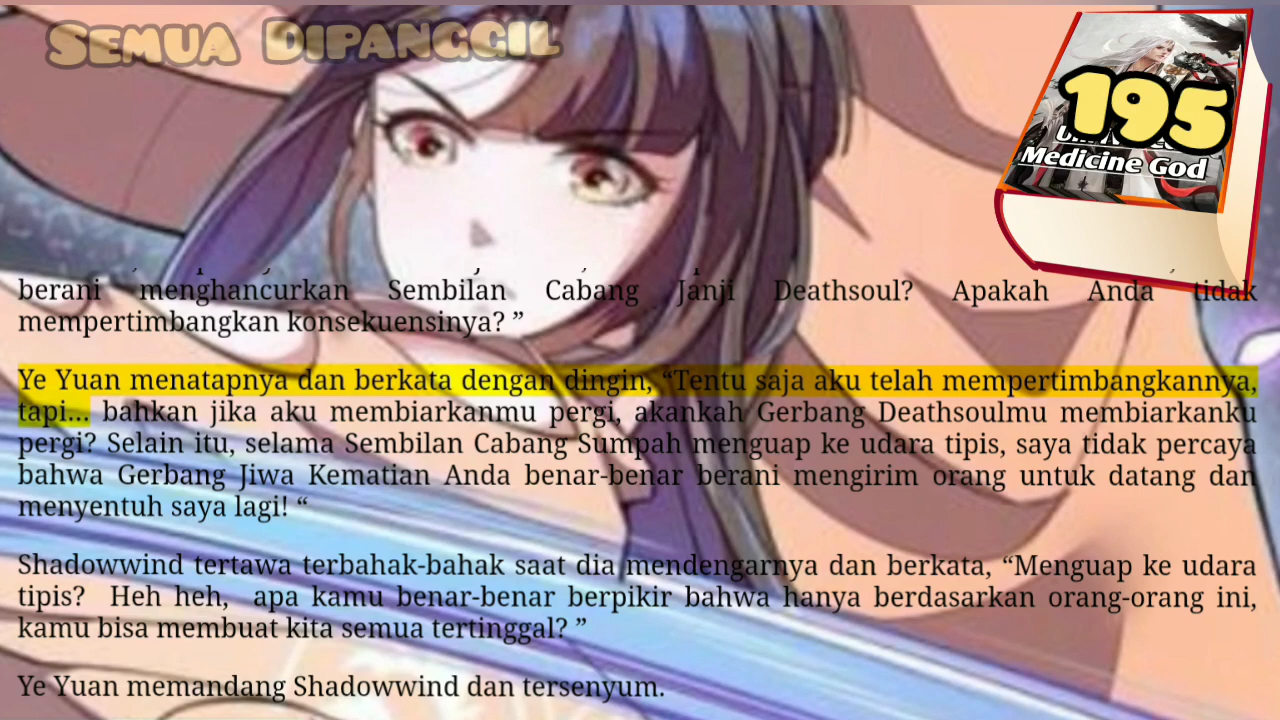 Semua Dipanggil
195
Medicine God
berani menghancurkan Sembilan Cabang Janji Deathsoul? Apakah Anda tidak
mempertimbangkan konsekuensinya? ”
Ye Yuan menatapnya dan berkata dengan dingin, “Tentu saja aku telah mempertimbangkannya,
tapi... bahkan jika aku membiarkanmu pergi, akankah Gerbang Deathsoulmu membiarkanku
pergi? Selain itu, selama Sembilan Cabang Sumpah menguap ke udara tipis, saya tidak percaya
bahwa Gerbang Jiwa Kematian Anda benar-benar berani mengirim orang untuk datang dan
menyentuh saya lagi! “
Shadowwind tertawa terbahak-bahak saat dia mendengarnya dan berkata, “Menguap ke udara
tipis? Heh heh, apa kamu benar-benar berpikir bahwa hanya berdasarkan orang-orang ini,
kamu bisa membuat kita semua tertinggal? ”
Ye Yuan memandang Shadowwind dan tersenyum.